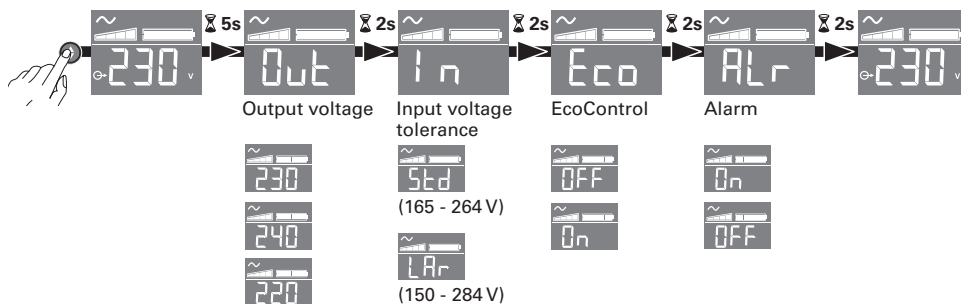 5s 2s 2s 2s 2s
230 v Out In Eco ALr 230 v
Output voltage Input voltage tolerance EcoControl Alarm
230 Std OFF On
(165 - 264 V)
240 On OFF
LAr
220
(150 - 284 V)